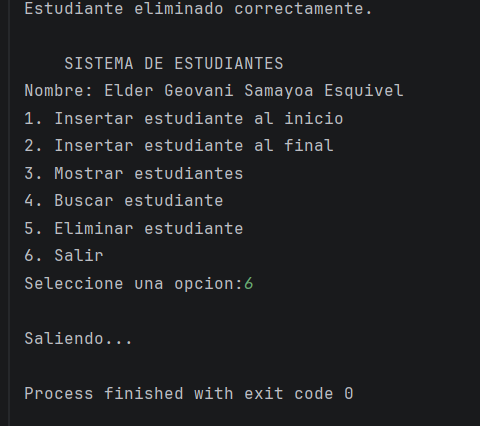 Estudiante eliminado correctamente.
SISTEMA DE ESTUDIANTES
Nombre: Elder Geovani Samayoa Esquivel
1. Insertar estudiante al inicio
2. Insertar estudiante al final
3. Mostrar estudiantes
4. Buscar estudiante
5. Eliminar estudiante
6. Salir
Seleccione una opcion:6
Saliendo...
Process finished with exit code 0